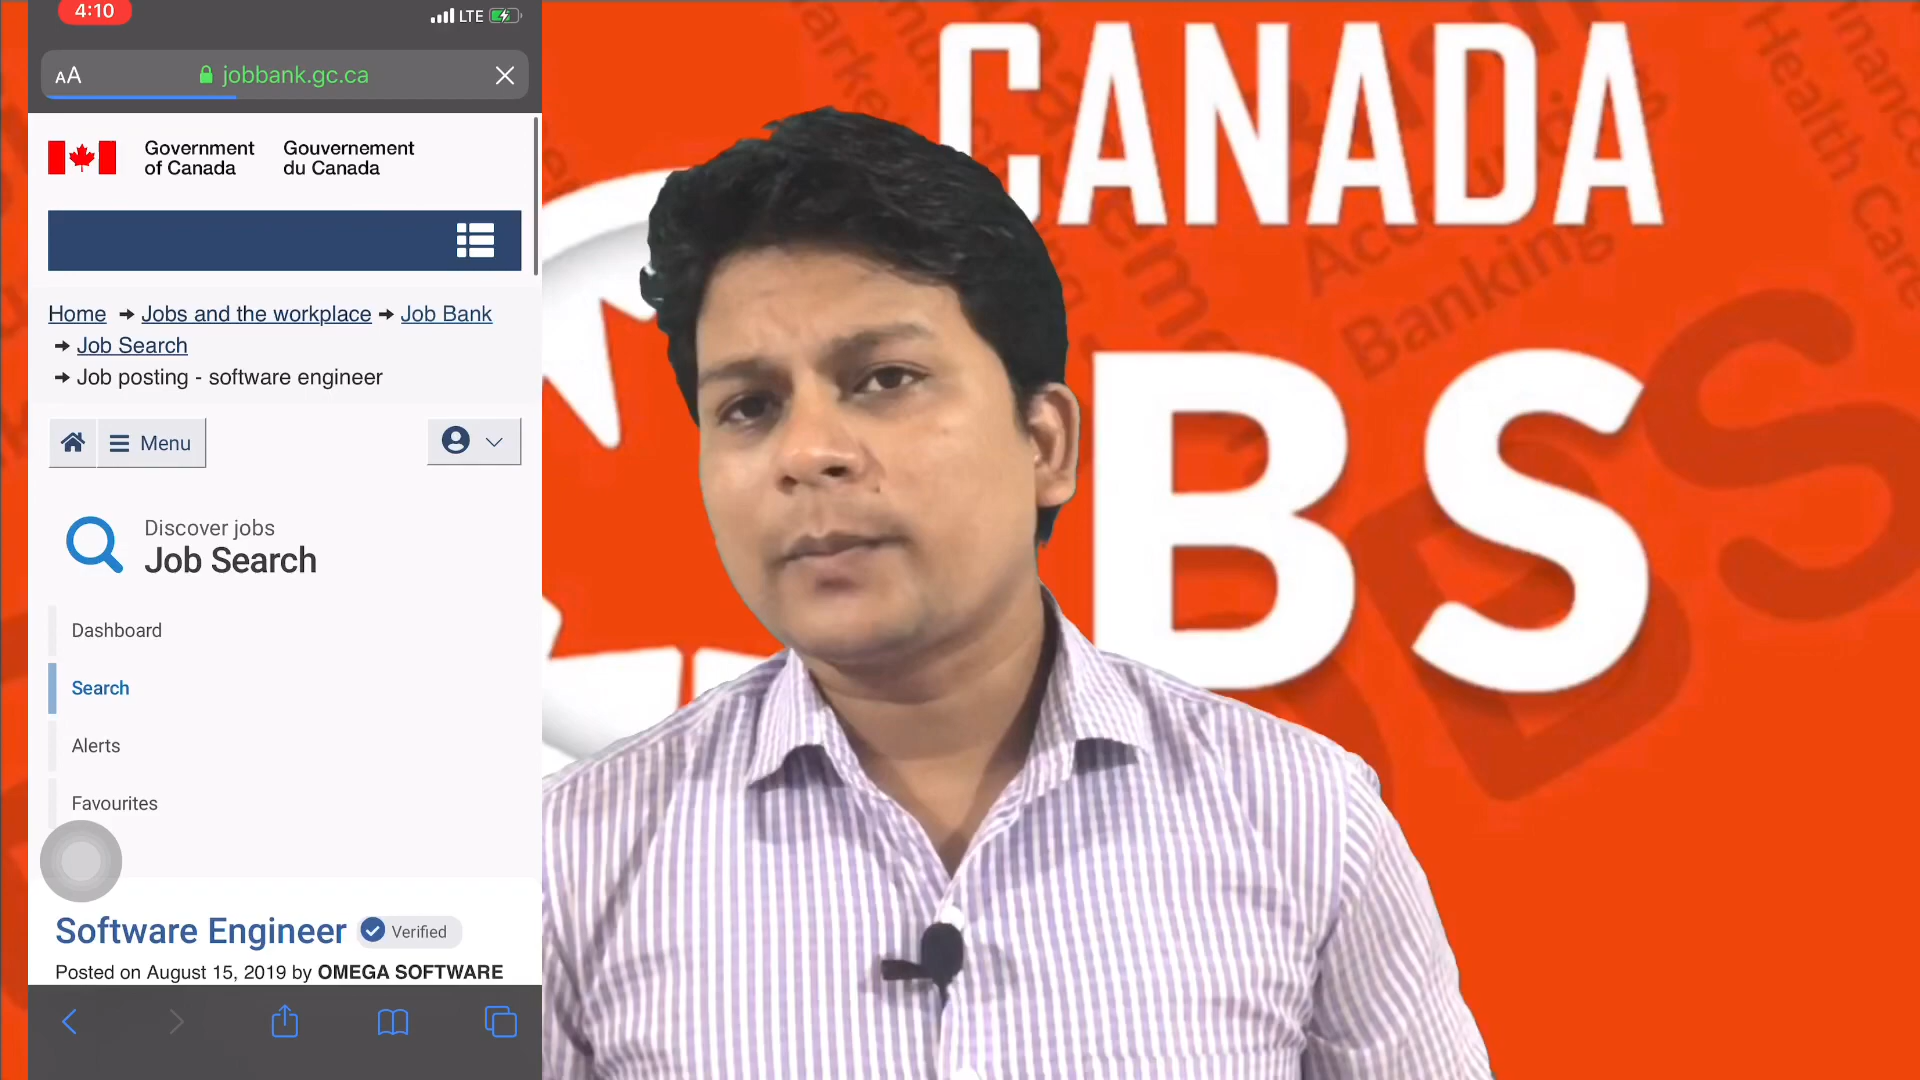 4:10
LTE
AA
jobbank.gc.ca
Government
of Canada
Gouvernement
du Canada
Home → Jobs and the workplace → Job Bank
→ Job Search
→ Job posting - software engineer
Menu
Discover jobs
Job Search
Dashboard
Search
Alerts
Favourites
Software Engineer
Verified
Posted on August 15, 2019 by OMEGA SOFTWARE
CANADA
BS
Banking
Health Care